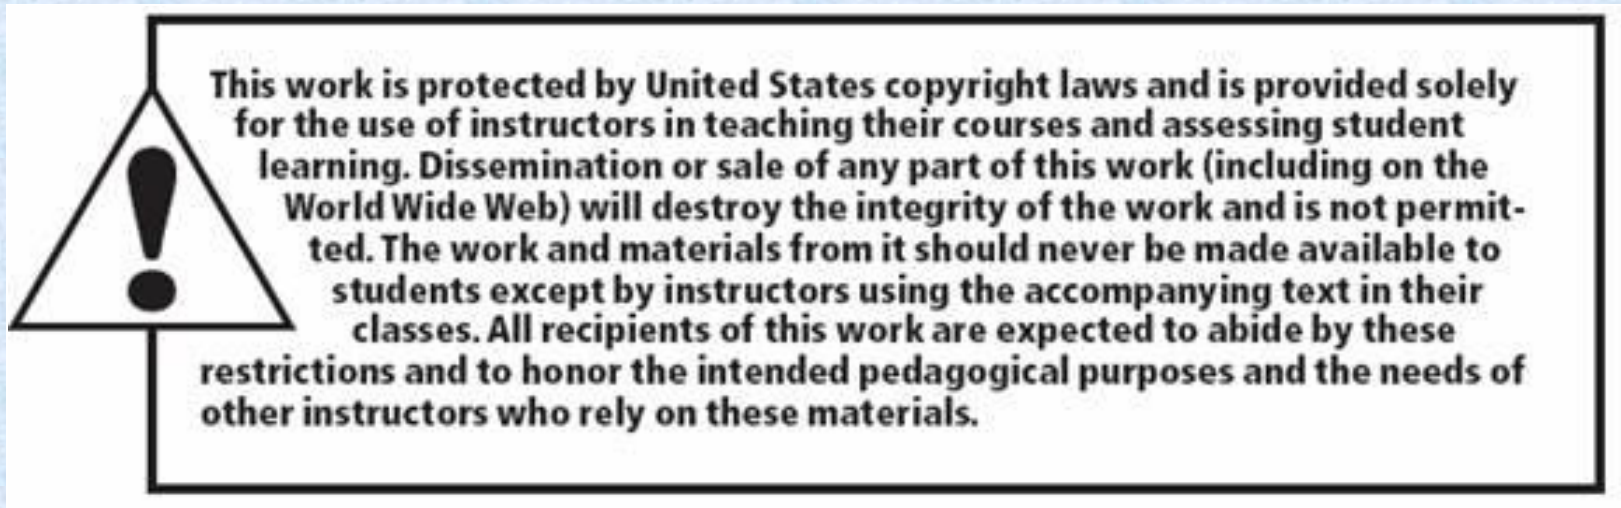 This work is protected by United States copyright laws and is provided solely
for the use of instructors in teaching their courses and assessing student
learning. Dissemination or sale of any part of this work (including on the
World Wide Web) will destroy the integrity of the work and is not permit-
ted. The work and materials from it should never be made available to
students except by instructors using the accompanying text in their
classes. All recipients of this work are expected to abide by these
restrictions and to honor the intended pedagogical purposes and the needs of
other instructors who rely on these materials.